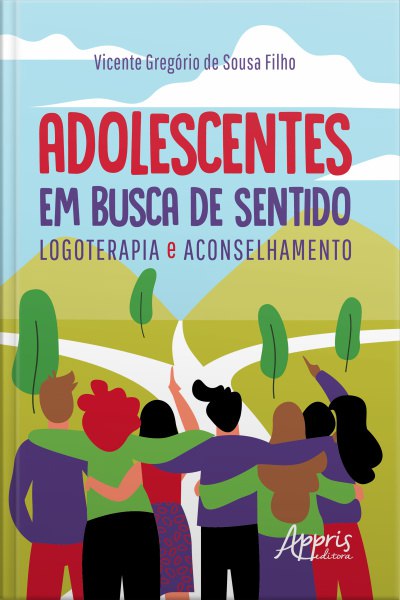 Vicente Gregório de Sousa Filho
ADOLESCENTES
EM BUSCA DE SENTIDO
LOGOTERAPIA e ACONSELHAMENTO
Appris
editora